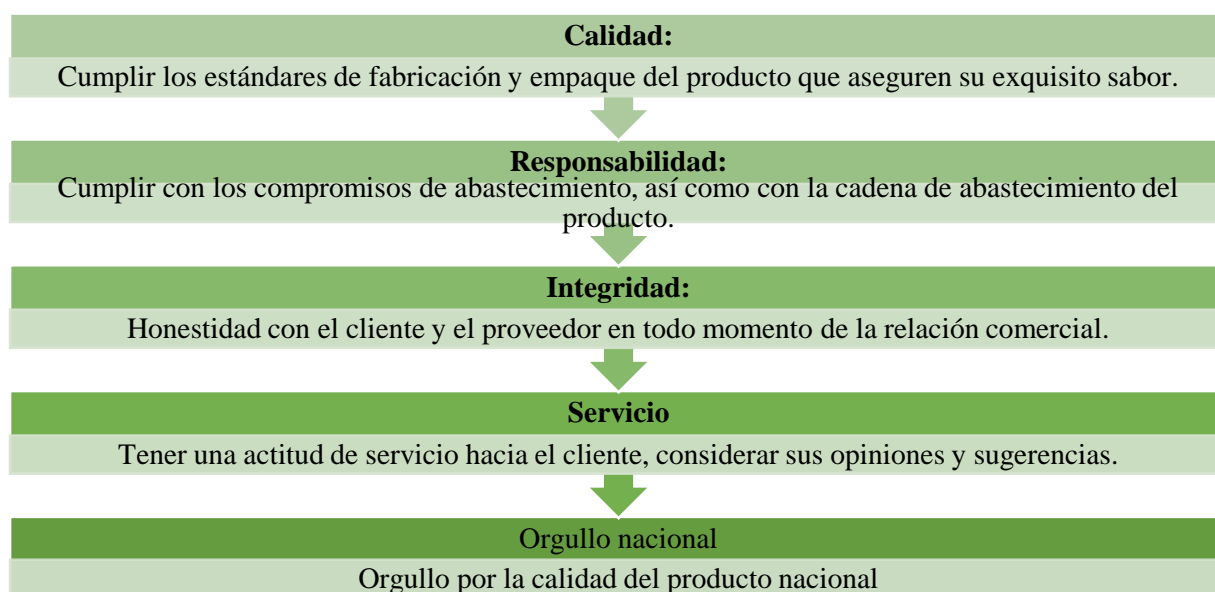 Calidad:
Cumplir los estándares de fabricación y empaque del producto que aseguren su exquisito sabor.
Responsabilidad:
Cumplir con los compromisos de abastecimiento, así como con la cadena de abastecimiento del
producto.
Integridad:
Honestidad con el cliente y el proveedor en todo momento de la relación comercial.
Servicio
Tener una actitud de servicio hacia el cliente, considerar sus opiniones y sugerencias.
Orgullo nacional
Orgullo por la calidad del producto nacional